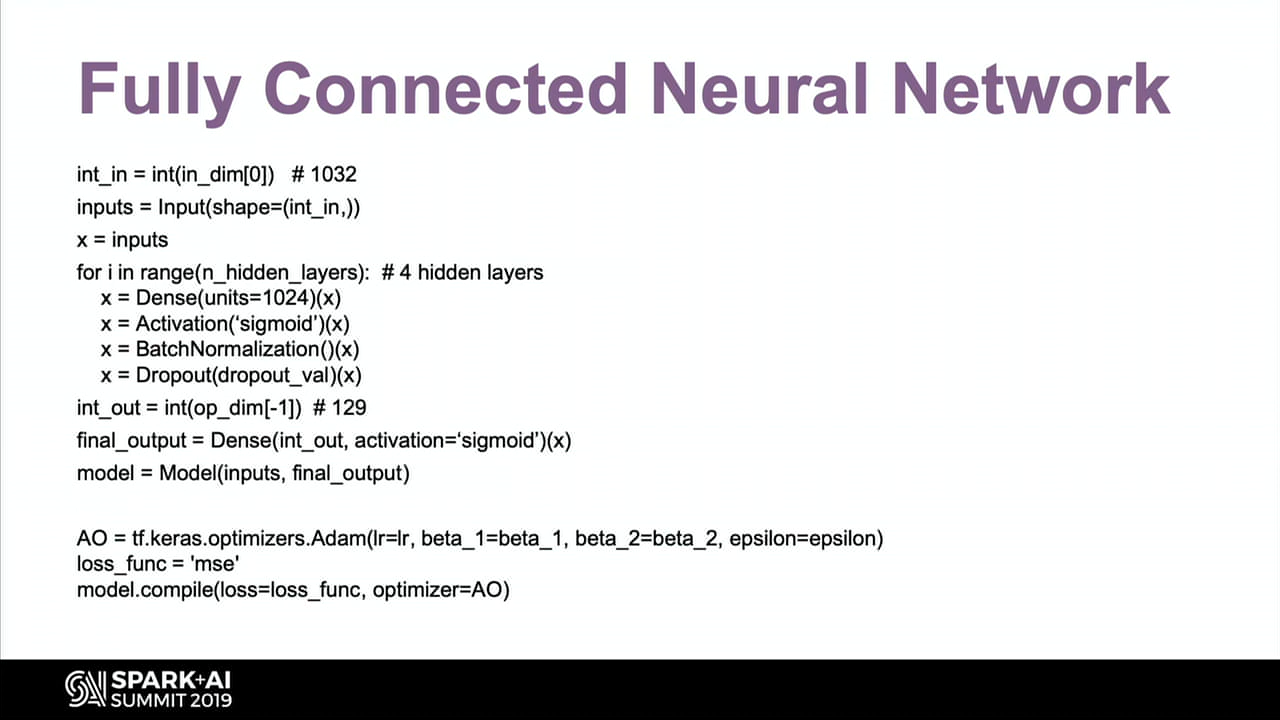 Fully Connected Neural Network
int_in = int(in_dim[0])   # 1032
inputs = Input(shape=(int_in,))
x = inputs
for i in range(n_hidden_layers):  # 4 hidden layers
    x = Dense(units=1024)(x)
    x = Activation(‘sigmoid’)(x)
    x = BatchNormalization()(x)
    x = Dropout(dropout_val)(x)
int_out = int(op_dim[-1])  # 129
final_output = Dense(int_out, activation=‘sigmoid’)(x)
model = Model(inputs, final_output)
AO = tf.keras.optimizers.Adam(lr=lr, beta_1=beta_1, beta_2=beta_2, epsilon=epsilon)
loss_func = 'mse'
model.compile(loss=loss_func, optimizer=AO)
SPARK+AI
SUMMIT 2019